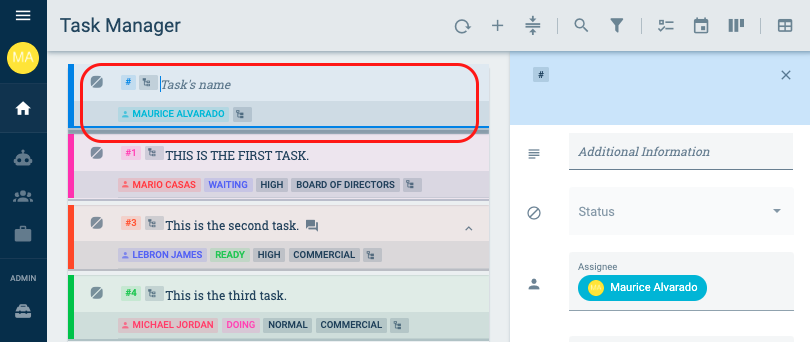 Task Manager
MA
ADMIN
# Task's name
MAURICE ALVARADO
#1 THIS IS THE FIRST TASK.
MARIO CASAS WAITING HIGH BOARD OF DIRECTORS
#3 This is the second task.
LEBRON JAMES READY HIGH COMMERCIAL
#4 This is the third task.
MICHAEL JORDAN DOING NORMAL COMMERCIAL
#
Additional Information
Status
Assignee
MA Maurice Alvarado